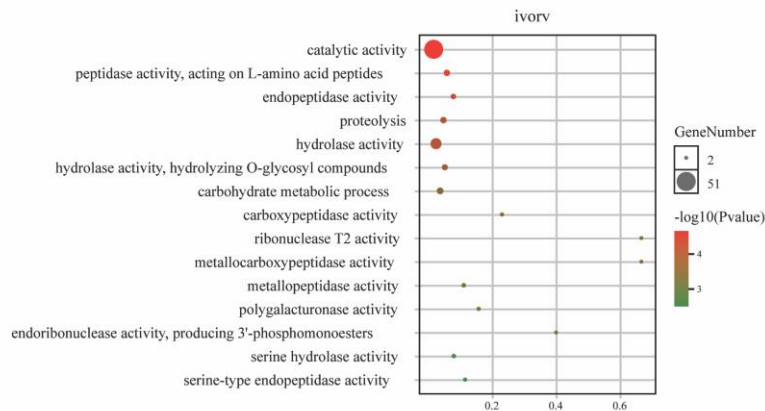 ivorv
catalytic activity
peptidase activity, acting on L-amino acid peptides
endopeptidase activity
proteolysis
hydrolase activity
hydrolase activity, hydrolyzing O-glycosyl compounds
carbohydrate metabolic process
carboxypeptidase activity
ribonuclease T2 activity
metallocarboxypeptidase activity
metallopeptidase activity
polygalacturonase activity
endoribonuclease activity, producing 3'-phosphomonoesters
serine hydrolase activity
serine-type endopeptidase activity
0.2 0.4 0.6
GeneNumber
2
51
-log10(Pvalue)
4
3